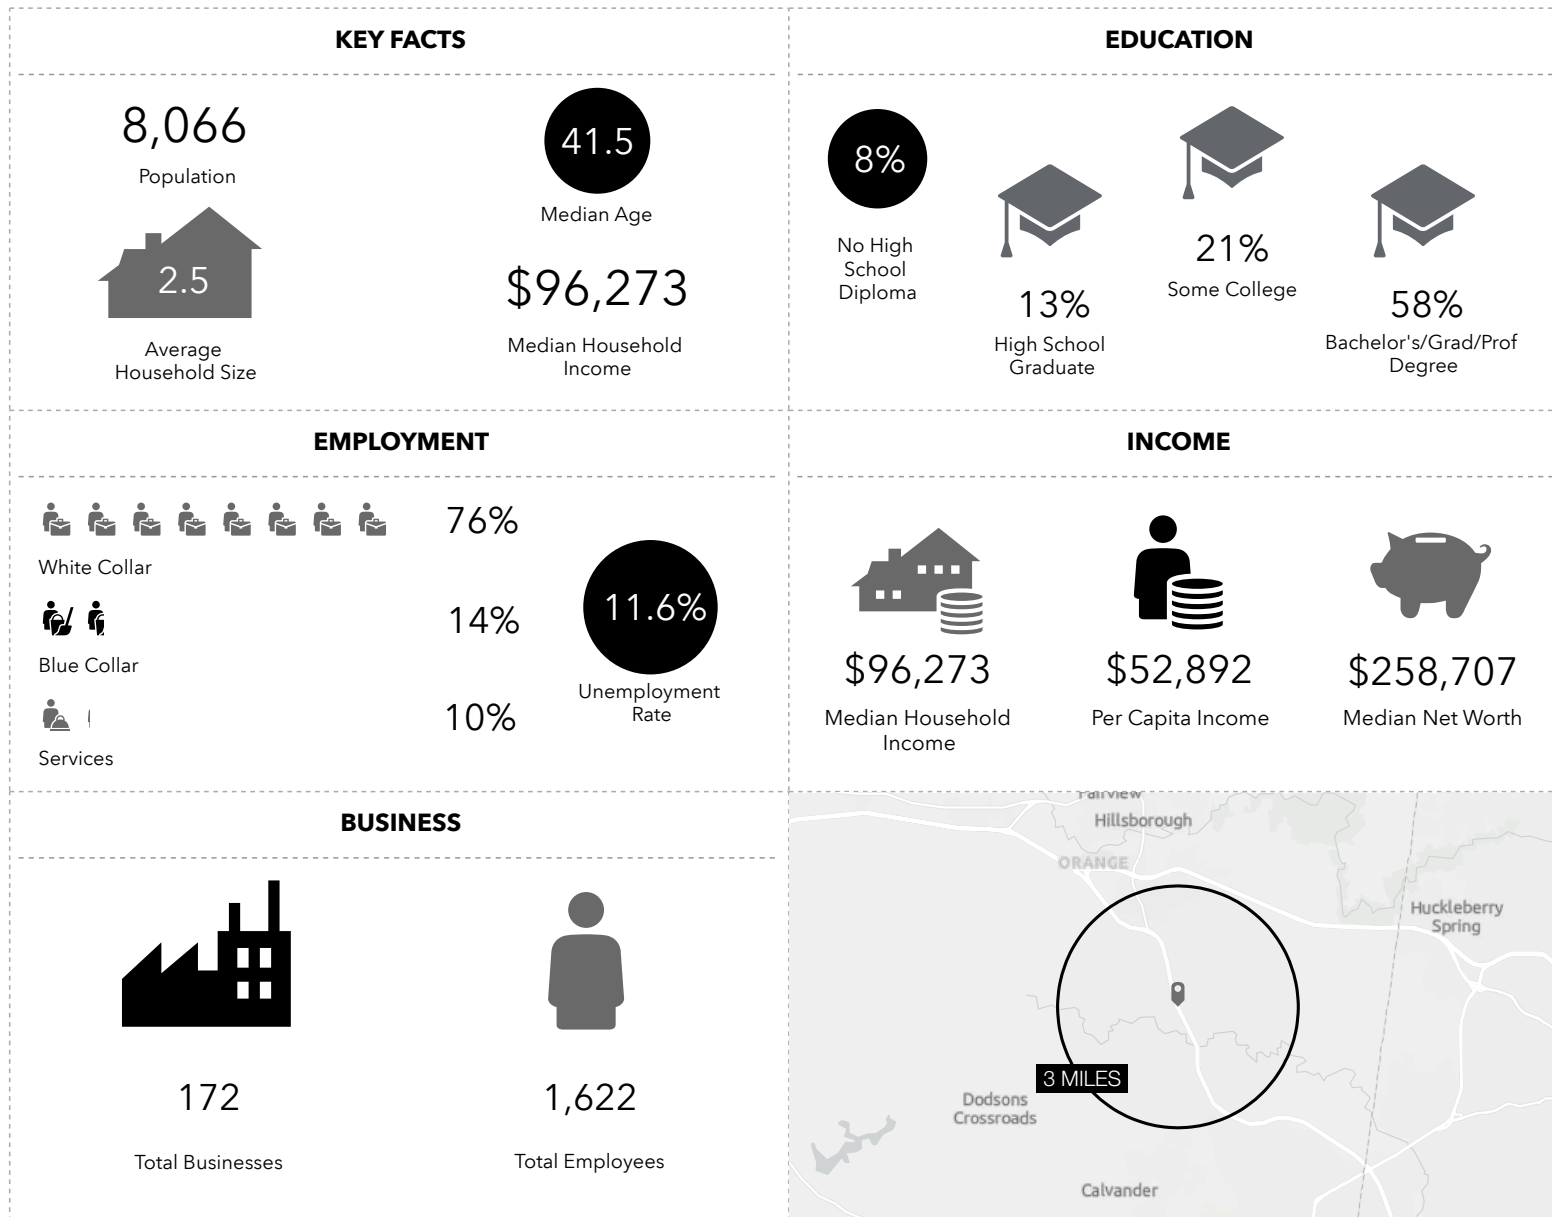 KEY FACTS
8,066
Population
41.5
Median Age
2.5
Average
Household Size
$96,273
Median Household
Income
EDUCATION
8%
No High
School
Diploma
13%
High School
Graduate
21%
Some College
58%
Bachelor's/Grad/Prof
Degree
EMPLOYMENT
76%
White Collar
14%
Blue Collar
10%
Services
11.6%
Unemployment
Rate
INCOME
$96,273
Median Household
Income
$52,892
Per Capita Income
$258,707
Median Net Worth
BUSINESS
172
Total Businesses
1,622
Total Employees
Fairview
Hillsborough
ORANGE
Huckleberry
Spring
3 MILES
Dodsons
Crossroads
Calvander